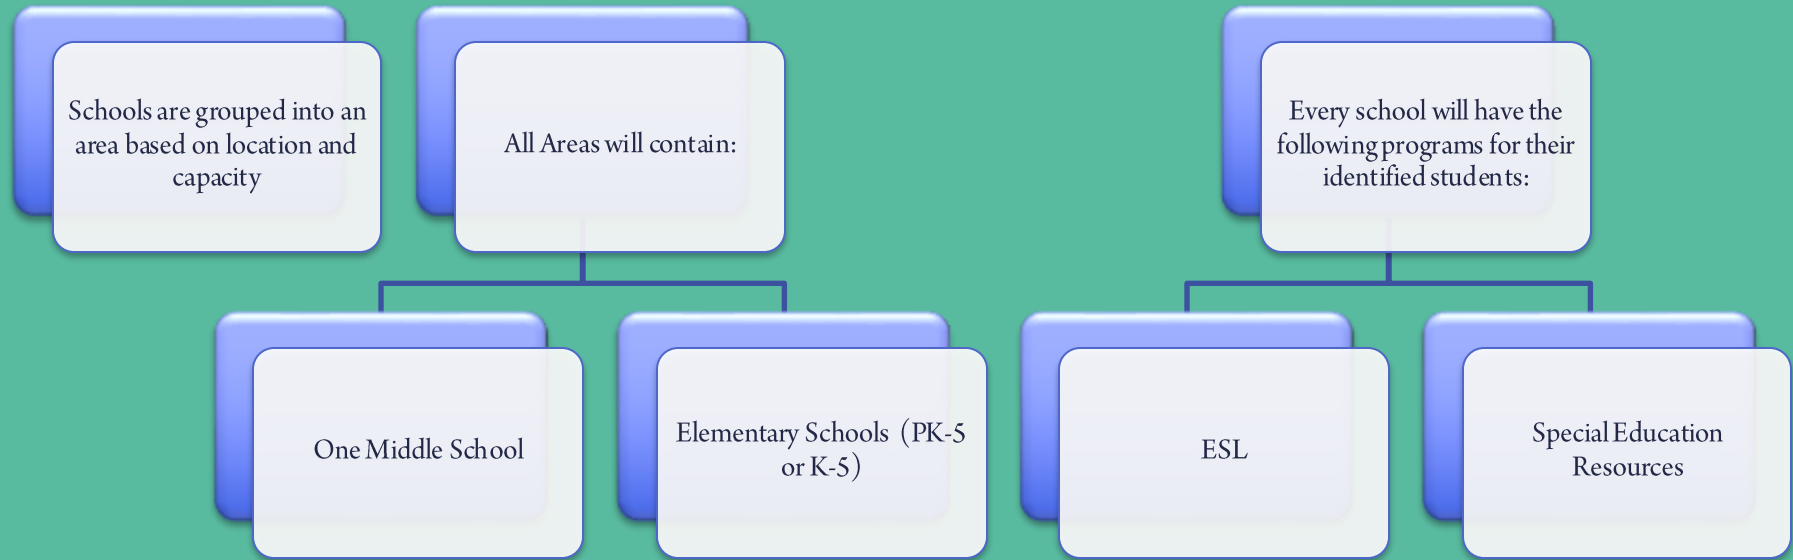 Schools are grouped into an
area based on location and
capacity
All Areas will contain:
Every school will have the
following programs for their
identified students:
One Middle School
Elementary Schools (PK-5
or K-5)
ESL
Special Education
Resources